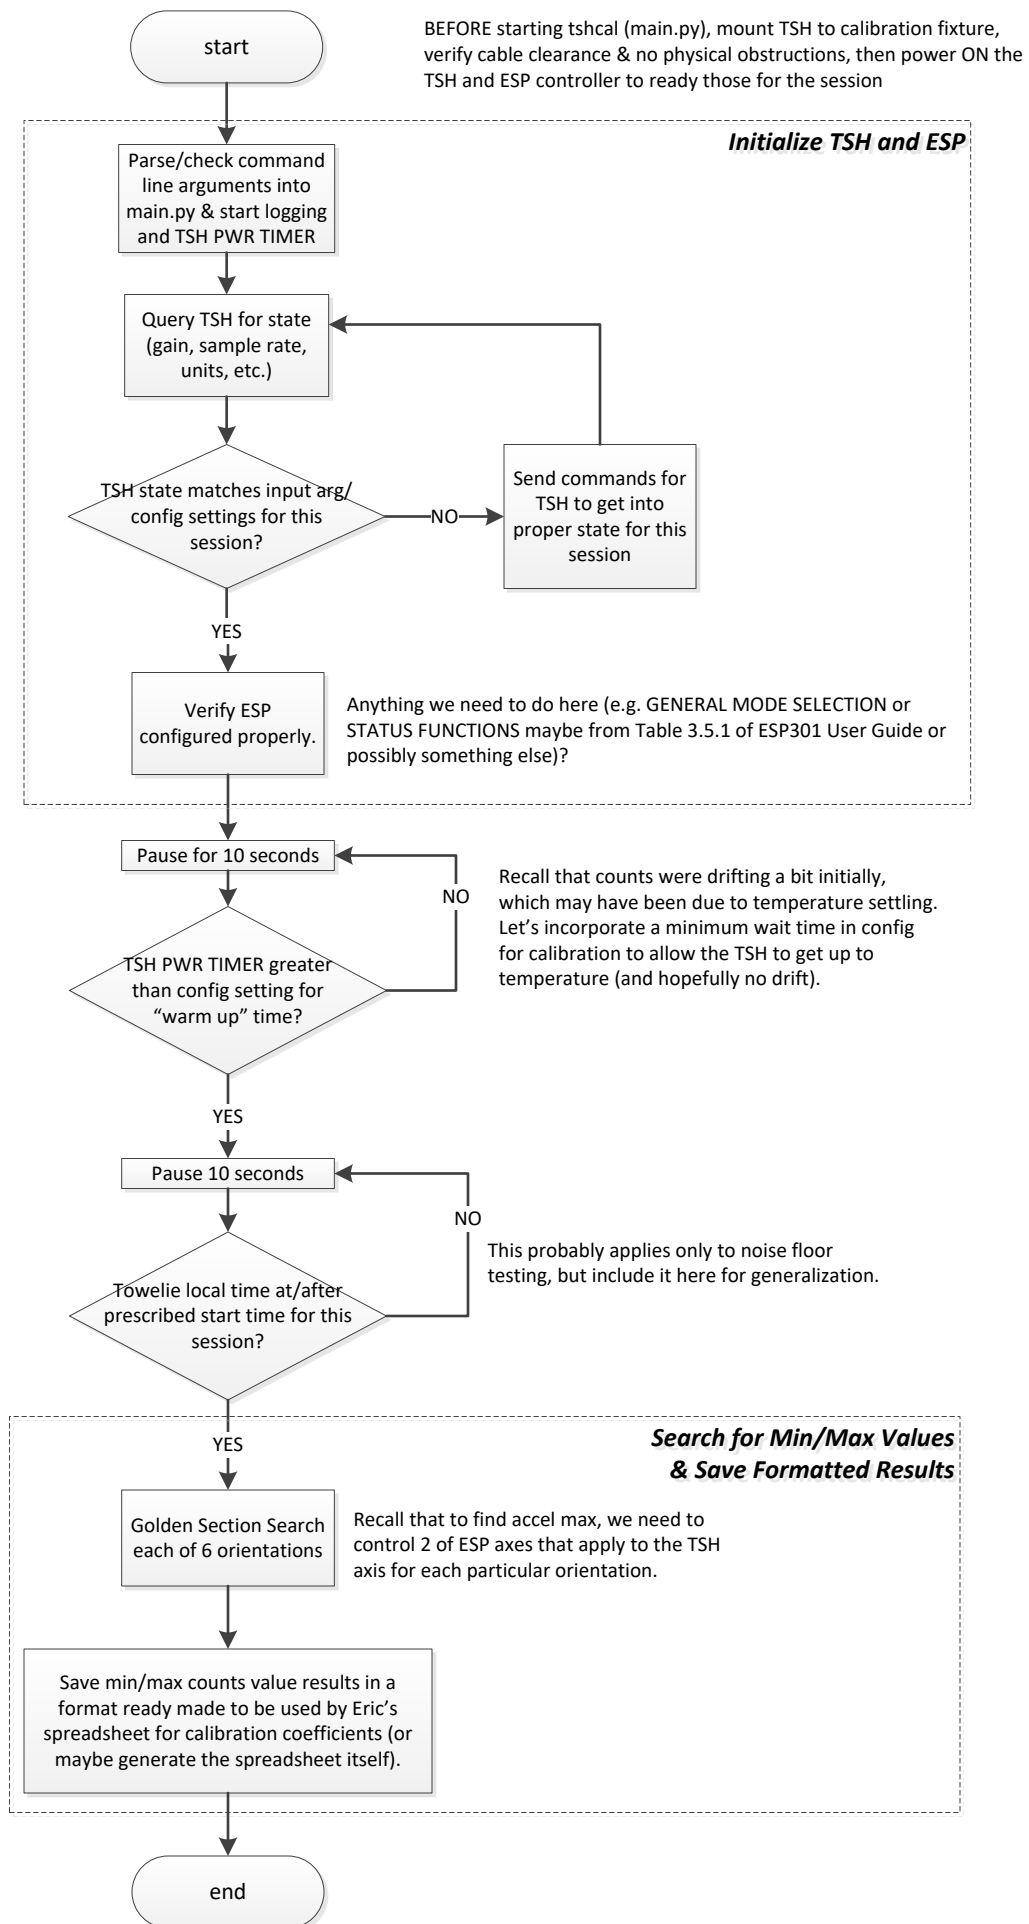 start
BEFORE starting tshcal (main.py), mount TSH to calibration fixture,
verify cable clearance & no physical obstructions, then power ON the
TSH and ESP controller to ready those for the session
Initialize TSH and ESP
Parse/check command
line arguments into
main.py & start logging
and TSH PWR TIMER
Query TSH for state
(gain, sample rate,
units, etc.)
TSH state matches input arg/
config settings for this
session?
NO
Send commands for
TSH to get into
proper state for this
session
YES
Verify ESP
configured properly.
Anything we need to do here (e.g. GENERAL MODE SELECTION or
STATUS FUNCTIONS maybe from Table 3.5.1 of ESP301 User Guide or
possibly something else)?
Pause for 10 seconds
NO
Recall that counts were drifting a bit initially,
which may have been due to temperature settling.
Let’s incorporate a minimum wait time in config
for calibration to allow the TSH to get up to
temperature (and hopefully no drift).
TSH PWR TIMER greater
than config setting for
“warm up” time?
YES
Pause 10 seconds
NO
This probably applies only to noise floor
testing, but include it here for generalization.
Towelie local time at/after
prescribed start time for this
session?
YES
Search for Min/Max Values
& Save Formatted Results
Golden Section Search
each of 6 orientations
Recall that to find accel max, we need to
control 2 of ESP axes that apply to the TSH
axis for each particular orientation.
Save min/max counts value results in a
format ready made to be used by Eric’s
spreadsheet for calibration coefficients (or
maybe generate the spreadsheet itself).
end